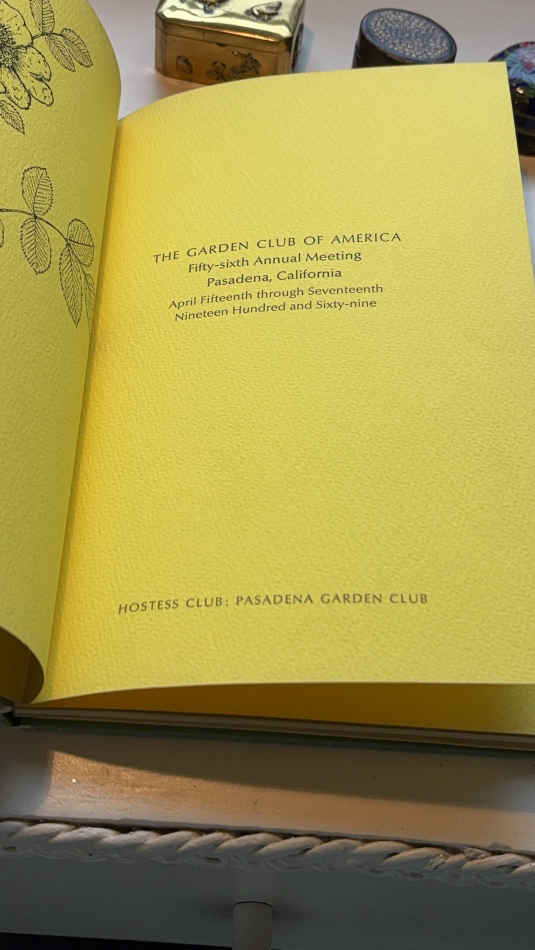 THE GARDEN CLUB OF AMERICA
Fifty-sixth Annual Meeting
Pasadena, California
April Fifteenth through Seventeenth
Nineteen Hundred and Sixty-nine
HOSTESS CLUB: PASADENA GARDEN CLUB